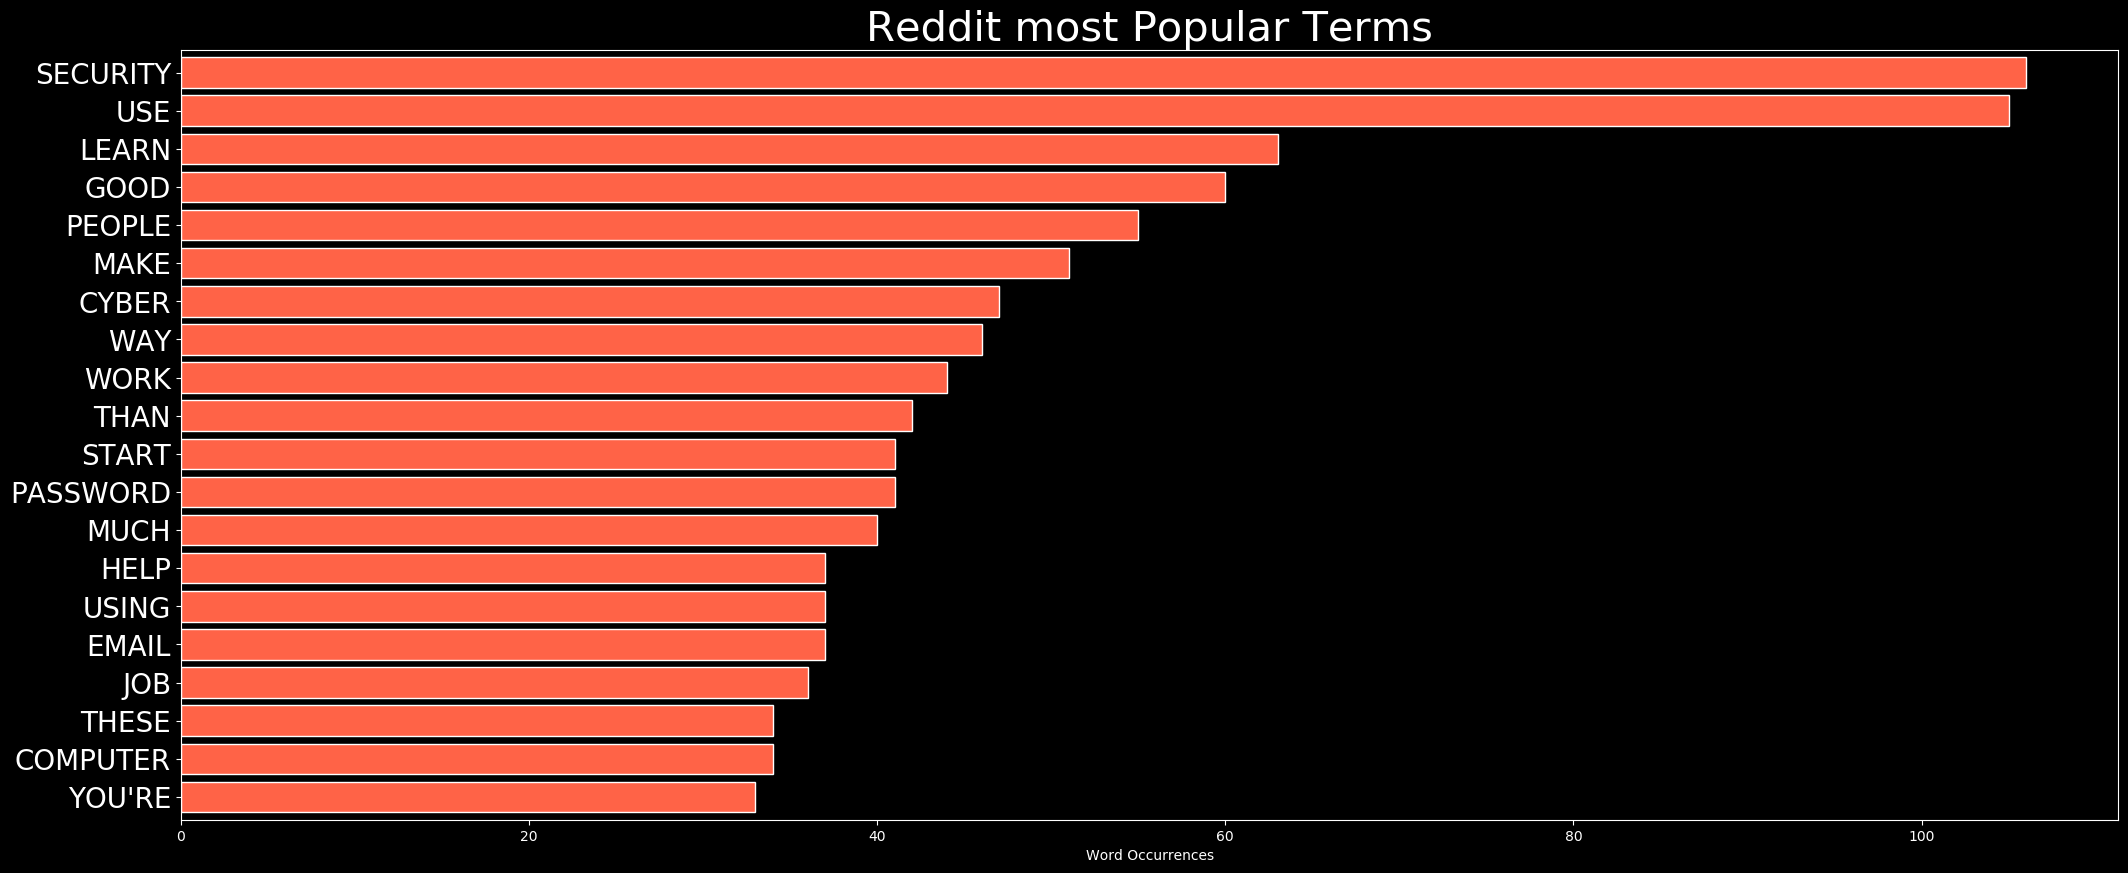 Reddit most Popular Terms
SECURITY
USE
LEARN
GOOD
PEOPLE
MAKE
CYBER
WAY
WORK
THAN
START
PASSWORD
MUCH
HELP
USING
EMAIL
JOB
THESE
COMPUTER
YOU'RE
0 20 40 60 80 100
Word Occurrences